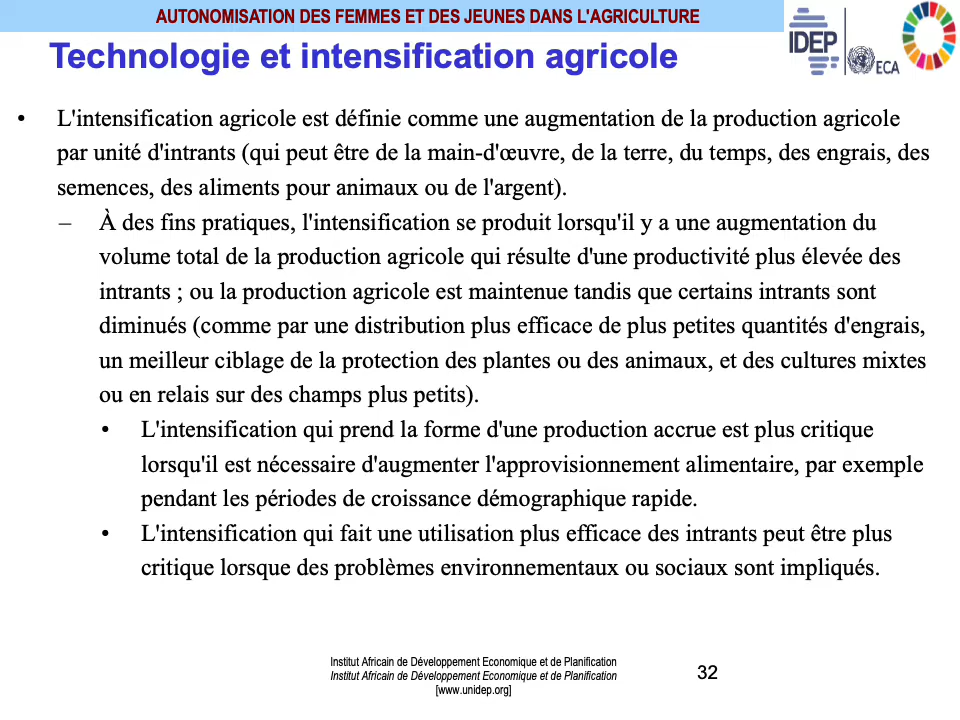 AUTONOMISATION DES FEMMES ET DES JEUNES DANS L'AGRICULTURE
Technologie et intensification agricole
IDEP
ECA
• L'intensification agricole est définie comme une augmentation de la production agricole
par unité d'intrants (qui peut être de la main-d'œuvre, de la terre, du temps, des engrais, des
semences, des aliments pour animaux ou de l'argent).
– À des fins pratiques, l'intensification se produit lorsqu'il y a une augmentation du
volume total de la production agricole qui résulte d'une productivité plus élevée des
intrants ; ou la production agricole est maintenue tandis que certains intrants sont
diminués (comme par une distribution plus efficace de plus petites quantités d'engrais,
un meilleur ciblage de la protection des plantes ou des animaux, et des cultures mixtes
ou en relais sur des champs plus petits).
• L'intensification qui prend la forme d'une production accrue est plus critique
lorsqu'il est nécessaire d'augmenter l'approvisionnement alimentaire, par exemple
pendant les périodes de croissance démographique rapide.
• L'intensification qui fait une utilisation plus efficace des intrants peut être plus
critique lorsque des problèmes environnementaux ou sociaux sont impliqués.
Institut Africain de Développement Economique et de Planification
Institut Africain de Développement Economique et de Planification
[www.unidep.org]
32